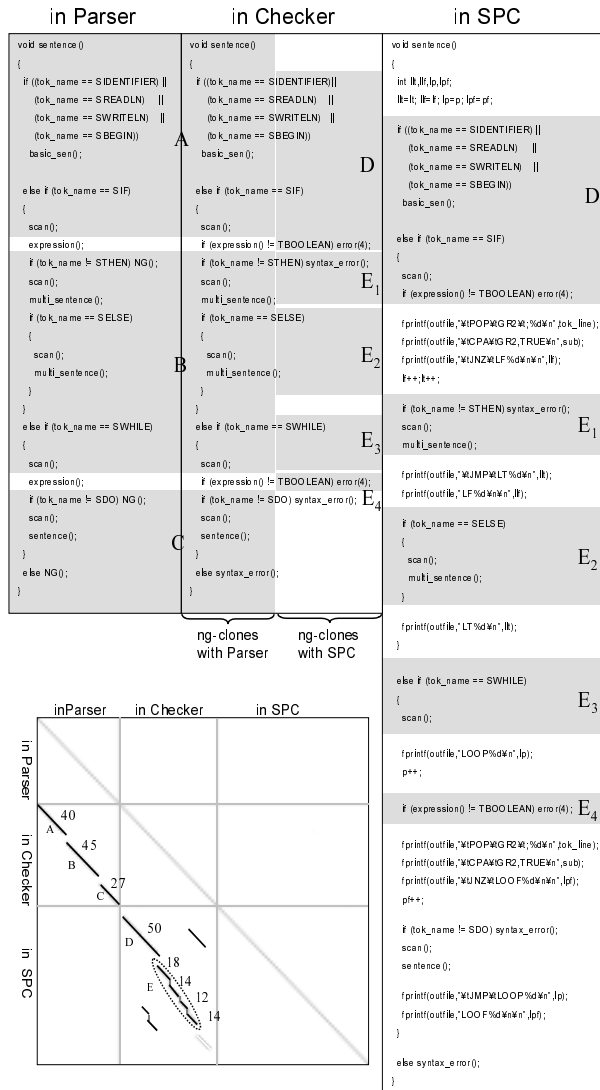 in Parser
void sentence()
{
if ((tok_name == SIDENTIFIER) ||
(tok_name == SREADLN) ||
(tok_name == SWRITELN) ||
(tok_name == SBEGIN))
basic_sen();
A
else if (tok_name == SIF)
{
scan();
expression();
if (tok_name != STHEN) NG();
scan();
multi_sentence();
if (tok_name == SELSE)
{
scan();
multi_sentence();
}
}
B
else if (tok_name == SWHILE)
{
scan();
expression();
if (tok_name != SDO) NG();
scan();
sentence();
}
else NG();
}
C
in Checker
void sentence()
{
if ((tok_name == SIDENTIFIER)||
(tok_name == SREADLN) ||
(tok_name == SWRITELN) ||
(tok_name == SBEGIN))
basic_sen();
D
else if (tok_name == SIF)
{
scan();
if (expression() != TBOOLEAN) error(4);
if (tok_name != STHEN) syntax_error();
scan();
multi_sentence();
E1
if (tok_name == SELSE)
{
scan();
multi_sentence();
}
}
E2
else if (tok_name == SWHILE)
{
scan();
E3
if (expression() != TBOOLEAN) error(4);
if (tok_name != SDO) syntax_error();
E4
scan();
sentence();
}
else syntax_error();
}
ng-clones
with Parser
ng-clones
with SPC
in SPC
void sentence()
{
int llt,llf,lp,lpf;
llt=lt; llf=lf; lp=p; lpf=pf;
if ((tok_name == SIDENTIFIER) ||
(tok_name == SREADLN) ||
(tok_name == SWRITELN) ||
(tok_name == SBEGIN))
basic_sen();
D
else if (tok_name == SIF)
{
scan();
if (expression() != TBOOLEAN) error(4);
fprintf(outfile,"¥tPOP¥tGR2¥t;%d¥n",tok_line);
fprintf(outfile,"¥tCPA¥tGR2,TRUE¥n",sub);
fprintf(outfile,"¥tJNZ¥tLF%d¥n¥n",llf);
lf++;lt++;
if (tok_name != STHEN) syntax_error();
scan();
multi_sentence();
E1
fprintf(outfile,"¥tJMP¥tLT%d¥n",llt);
fprintf(outfile,"LF%d¥n¥n",llf);
if (tok_name == SELSE)
{
scan();
multi_sentence();
}
E2
fprintf(outfile,"LT%d¥n",llt);
}
else if (tok_name == SWHILE)
{
scan();
E3
fprintf(outfile,"LOOP%d¥n",lp);
p++;
if (expression() != TBOOLEAN) error(4);
E4
fprintf(outfile,"¥tPOP¥tGR2¥t;%d¥n",tok_line);
fprintf(outfile,"¥tCPA¥tGR2,TRUE¥n",sub);
fprintf(outfile,"¥tJNZ¥tLOOF%d¥n¥n",lpf);
pf++;
if (tok_name != SDO) syntax_error();
scan();
sentence();
fprintf(outfile,"¥tJMP¥tLOOP%d¥n",lp);
fprintf(outfile,"LOOF%d¥n¥n",lpf);
}
else syntax_error();
}
inParser
in Checker
in SPC
in Parser
in Checker
in SPC
40
A
45
B
27
C
50
D
18
E
14
12
14